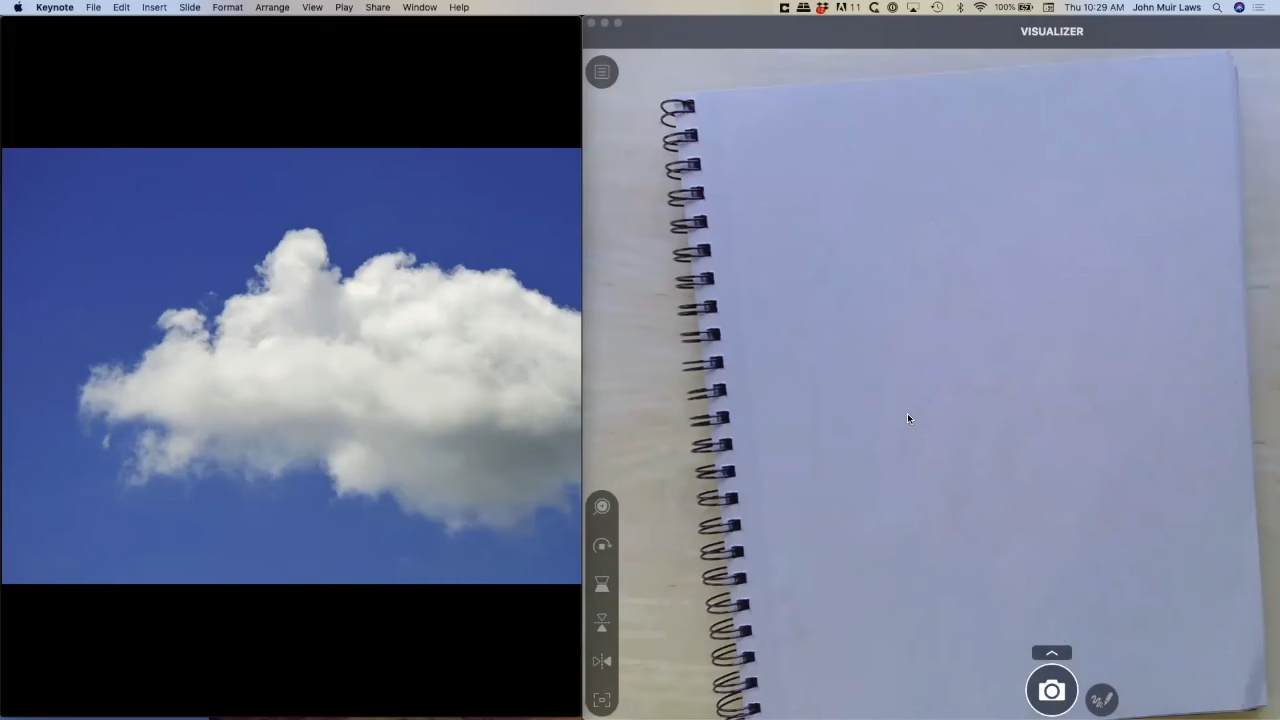 Keynote File Edit Insert Slide Format Arrange View Play Share Window Help 11 100% Thu 10:29 AM John Muir Laws
VISUALIZER